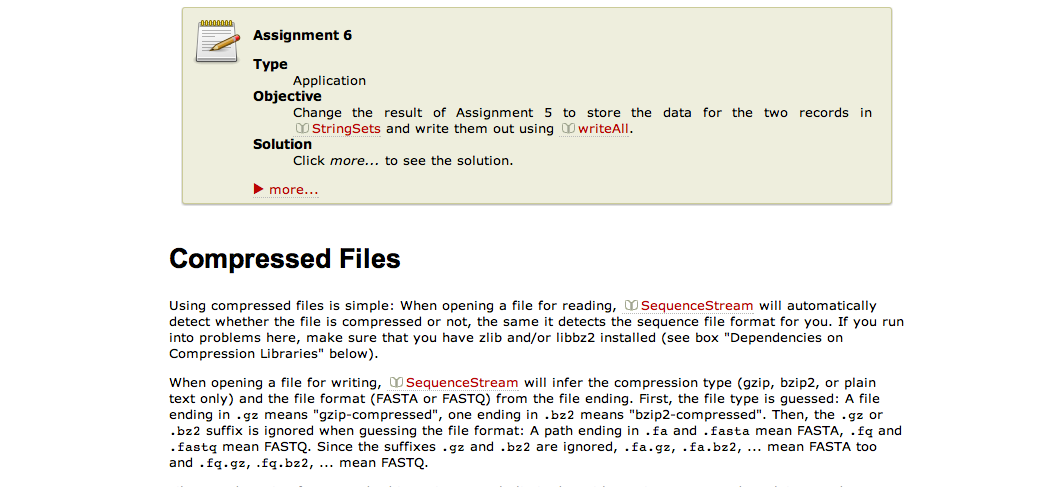 Assignment 6
Type
Application
Objective
Change the result of Assignment 5 to store the data for the two records in
StringSets and write them out using writeAll.
Solution
Click more... to see the solution.
more...
Compressed Files
Using compressed files is simple: When opening a file for reading, SequenceStream will automatically
detect whether the file is compressed or not, the same it detects the sequence file format for you. If you run
into problems here, make sure that you have zlib and/or libbz2 installed (see box "Dependencies on
Compression Libraries" below).
When opening a file for writing, SequenceStream will infer the compression type (gzip, bzip2, or plain
text only) and the file format (FASTA or FASTQ) from the file ending. First, the file type is guessed: A file
ending in .gz means "gzip-compressed", one ending in .bz2 means "bzip2-compressed". Then, the .gz or
.bz2 suffix is ignored when guessing the file format: A path ending in .fa and .fasta mean FASTA, .fq and
.fastq mean FASTQ. Since the suffixes .gz and .bz2 are ignored, .fa.gz, .fa.bz2, ... mean FASTA too
and .fq.gz, .fq.bz2, ... mean FASTQ.